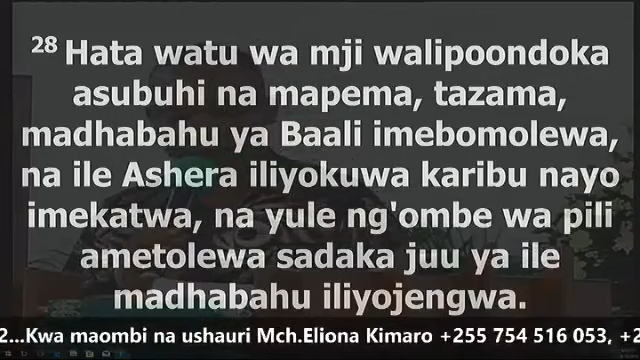 28 Hata watu wa mji walipoondoka
asubuhi na mapema, tazama,
madhabahu ya Baali imebomolewa,
na ile Ashera iliyokuwa karibu nayo
imekatwa, na yule ng'ombe wa pili
ametolewa sadaka juu ya ile
madhabahu iliyojengwa.
2...Kwa maombi na ushauri Mch.Eliona Kimaro +255 754 516 053, +2